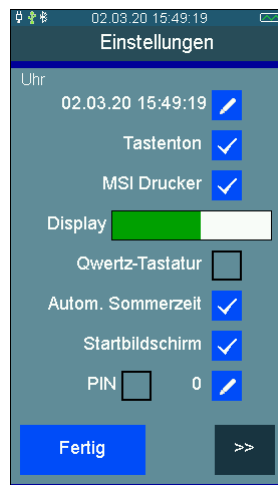 02.03.20 15:49:19
Einstellungen
Uhr
02.03.20 15:49:19
Tastenton
MSI Drucker
Display
Qwertz-Tastatur
Autom. Sommerzeit
Startbildschirm
PIN 0
Fertig >>